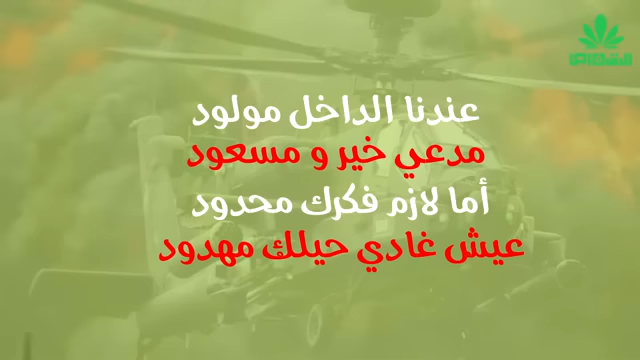 عندنا الداخل مولود
مدعي خير و مسعود
أما لازم فكرك محدود
عيش غادي حيلك مهدود